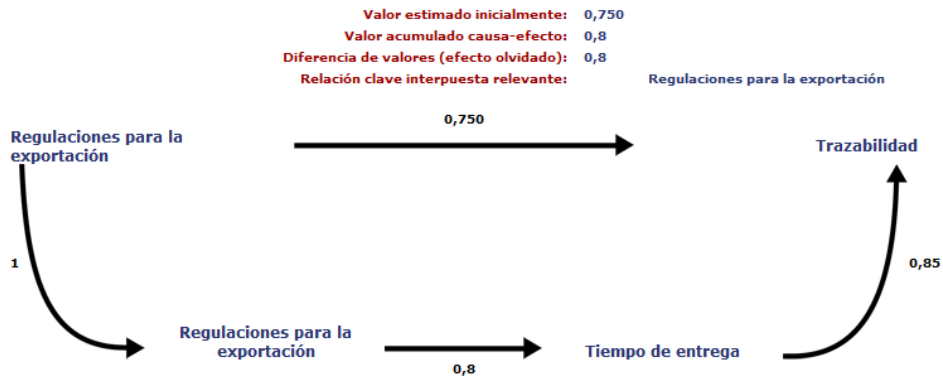 Valor estimado inicialmente: 0,750
Valor acumulado causa-efecto: 0,8
Diferencia de valores (efecto olvidado): 0,8
Relación clave interpuesta relevante: Regulaciones para la exportación
0,750
Regulaciones para la
exportación
Trazabilidad
1
0,85
Regulaciones para la
exportación
Tiempo de entrega
0,8